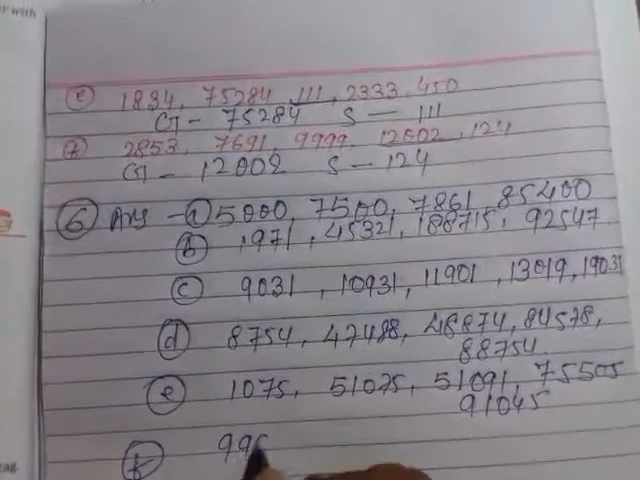 (e) 1834, 75284, 111, 2333, 450
G - 75284 S - 111
(f) 2853, 7691, 9999, 12002, 124
G - 12002 S - 124
(6) Ans - (a) 5000, 7500, 7861, 85400
(b) 1971, 45321, 188715, 92547
(c) 9031, 10931, 11901, 13019, 19031
(d) 8754, 47488, 48874, 84578,
88754
(e) 1075, 51075, 51091, 75505
91045
(f) 99